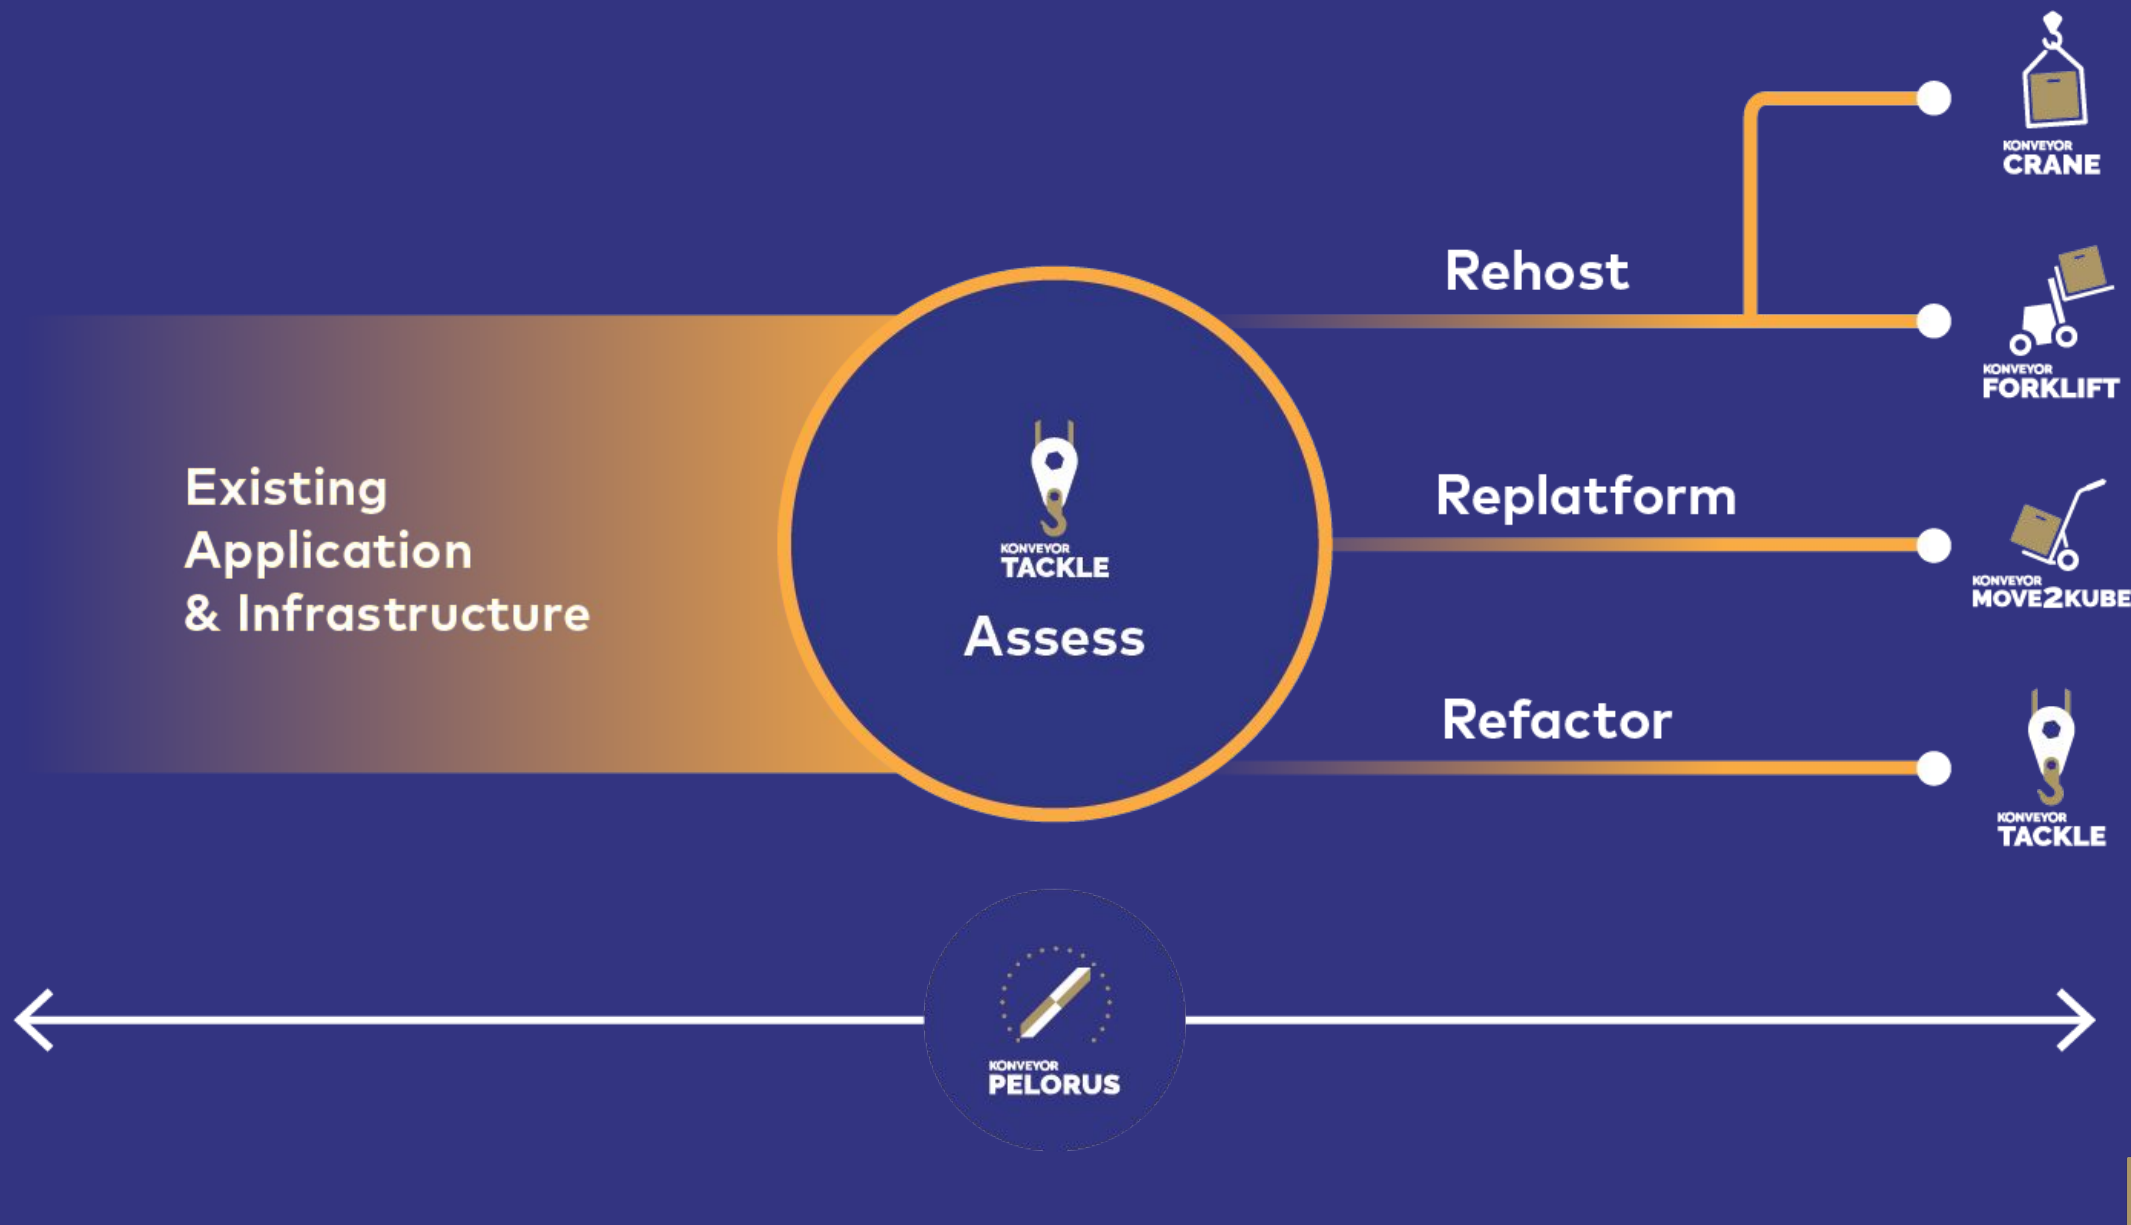 Existing
Application
& Infrastructure
KONVEYOR
TACKLE
Assess
Rehost
KONVEYOR
CRANE
KONVEYOR
FORKLIFT
Replatform
KONVEYOR
MOVE2KUBE
Refactor
KONVEYOR
TACKLE
KONVEYOR
PELORUS